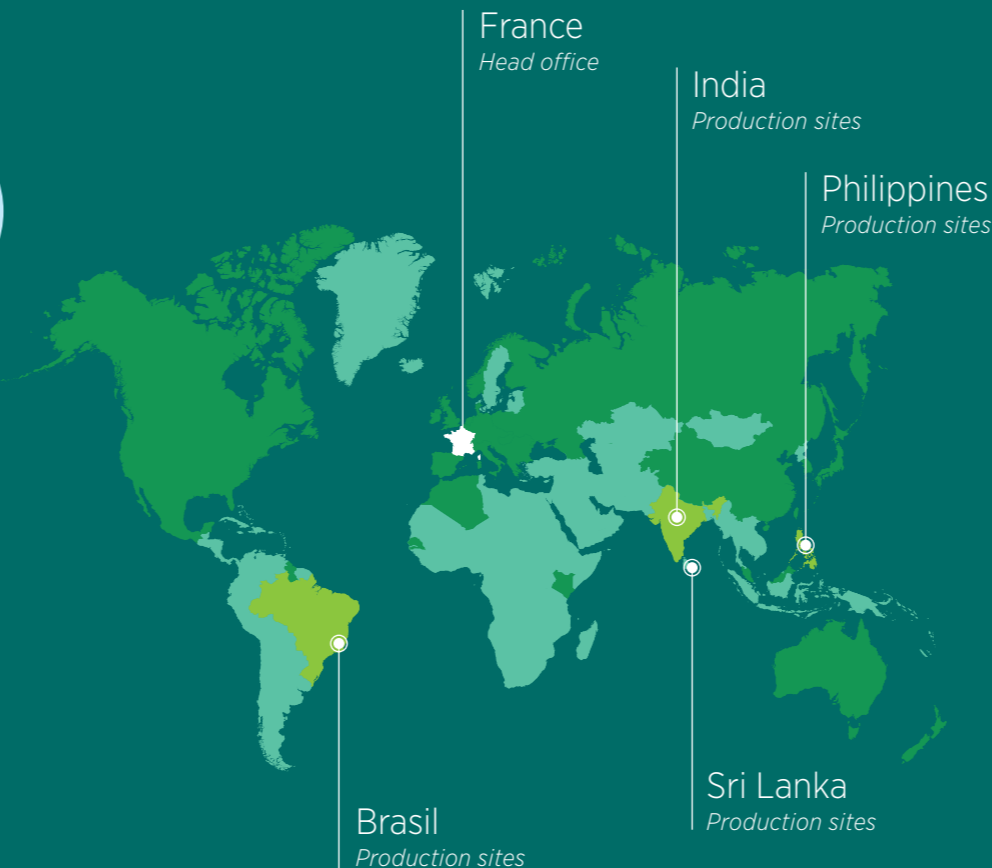 France
Head office
India
Production sites
Philippines
Production sites
Sri Lanka
Production sites
Brasil
Production sites